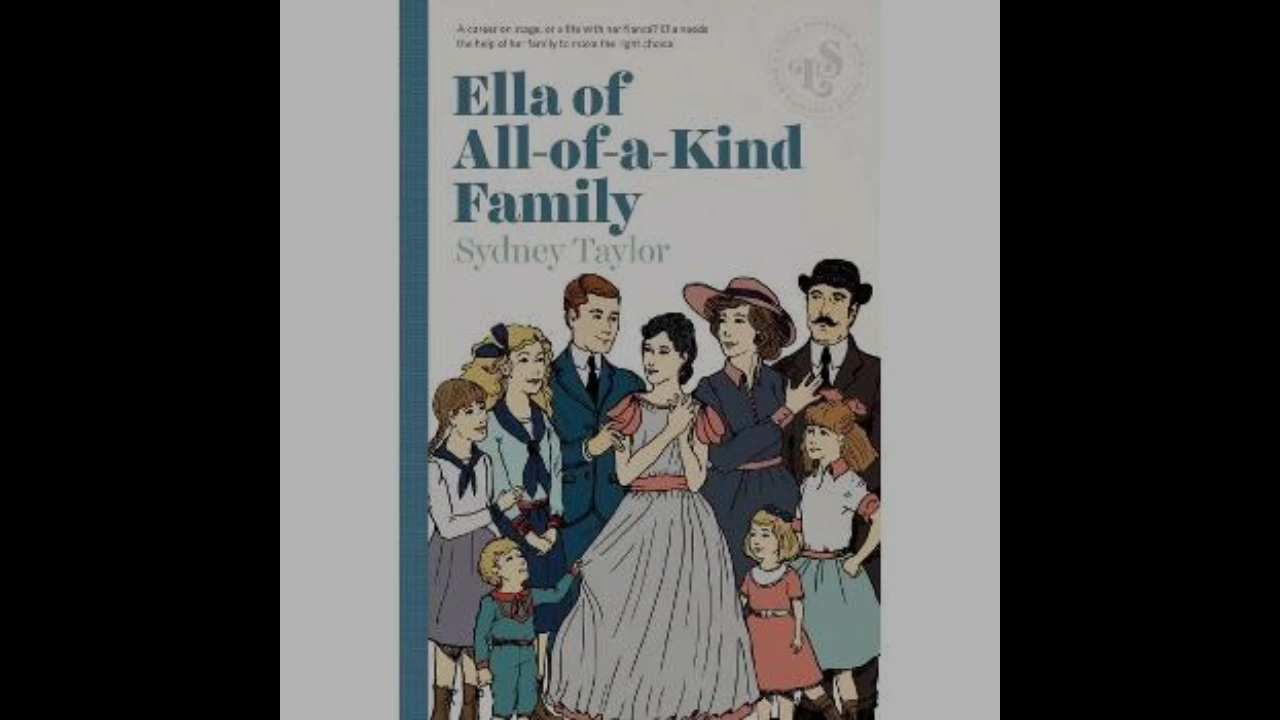 A career on stage, or a life with her fiancé? Ella needs
the help of her family to make the right choice
Ella of
All-of-a-Kind
Family
Sydney Taylor
LS